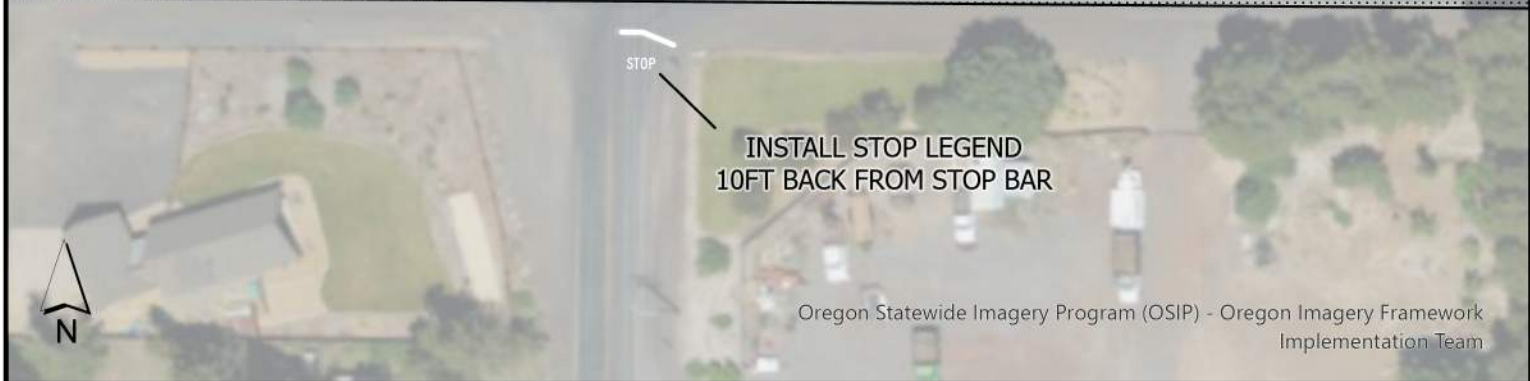 STOP
INSTALL STOP LEGEND
10FT BACK FROM STOP BAR
N
Oregon Statewide Imagery Program (OSIP) - Oregon Imagery Framework
Implementation Team